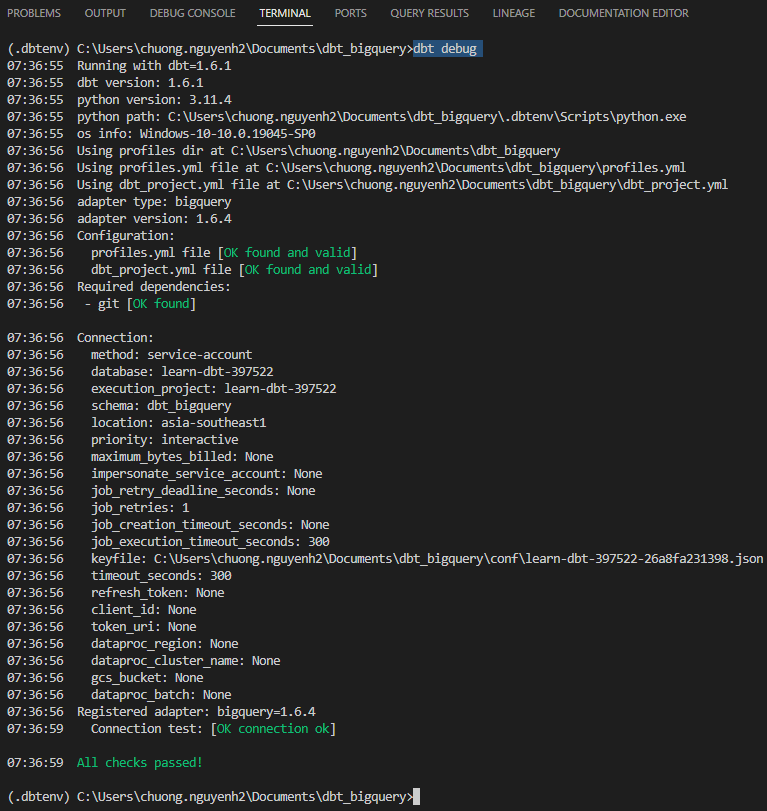 PROBLEMS OUTPUT DEBUG CONSOLE TERMINAL PORTS QUERY RESULTS LINEAGE DOCUMENTATION EDITOR
(.dbtenv) C:\Users\chuong.nguyenh2\Documents\dbt_bigquery>dbt debug
07:36:55 Running with dbt=1.6.1
07:36:55 dbt version: 1.6.1
07:36:55 python version: 3.11.4
07:36:55 python path: C:\Users\chuong.nguyenh2\Documents\dbt_bigquery\.dbtenv\Scripts\python.exe
07:36:55 os info: Windows-10-10.0.19045-SP0
07:36:56 Using profiles dir at C:\Users\chuong.nguyenh2\Documents\dbt_bigquery
07:36:56 Using profiles.yml file at C:\Users\chuong.nguyenh2\Documents\dbt_bigquery\profiles.yml
07:36:56 Using dbt_project.yml file at C:\Users\chuong.nguyenh2\Documents\dbt_bigquery\dbt_project.yml
07:36:56 adapter type: bigquery
07:36:56 adapter version: 1.6.4
07:36:56 Configuration:
07:36:56 profiles.yml file [OK found and valid]
07:36:56 dbt_project.yml file [OK found and valid]
07:36:56 Required dependencies:
07:36:56 - git [OK found]
07:36:56 Connection:
07:36:56 method: service-account
07:36:56 database: learn-dbt-397522
07:36:56 execution_project: learn-dbt-397522
07:36:56 schema: dbt_bigquery
07:36:56 location: asia-southeast1
07:36:56 priority: interactive
07:36:56 maximum_bytes_billed: None
07:36:56 impersonate_service_account: None
07:36:56 job_retry_deadline_seconds: None
07:36:56 job_retries: 1
07:36:56 job_creation_timeout_seconds: None
07:36:56 job_execution_timeout_seconds: 300
07:36:56 keyfile: C:\Users\chuong.nguyenh2\Documents\dbt_bigquery\conf\learn-dbt-397522-26a8fa231398.json
07:36:56 timeout_seconds: 300
07:36:56 refresh_token: None
07:36:56 client_id: None
07:36:56 token_uri: None
07:36:56 dataproc_region: None
07:36:56 dataproc_cluster_name: None
07:36:56 gcs_bucket: None
07:36:56 dataproc_batch: None
07:36:56 Registered adapter: bigquery=1.6.4
07:36:59 Connection test: [OK connection ok]
07:36:59 All checks passed!
(.dbtenv) C:\Users\chuong.nguyenh2\Documents\dbt_bigquery>